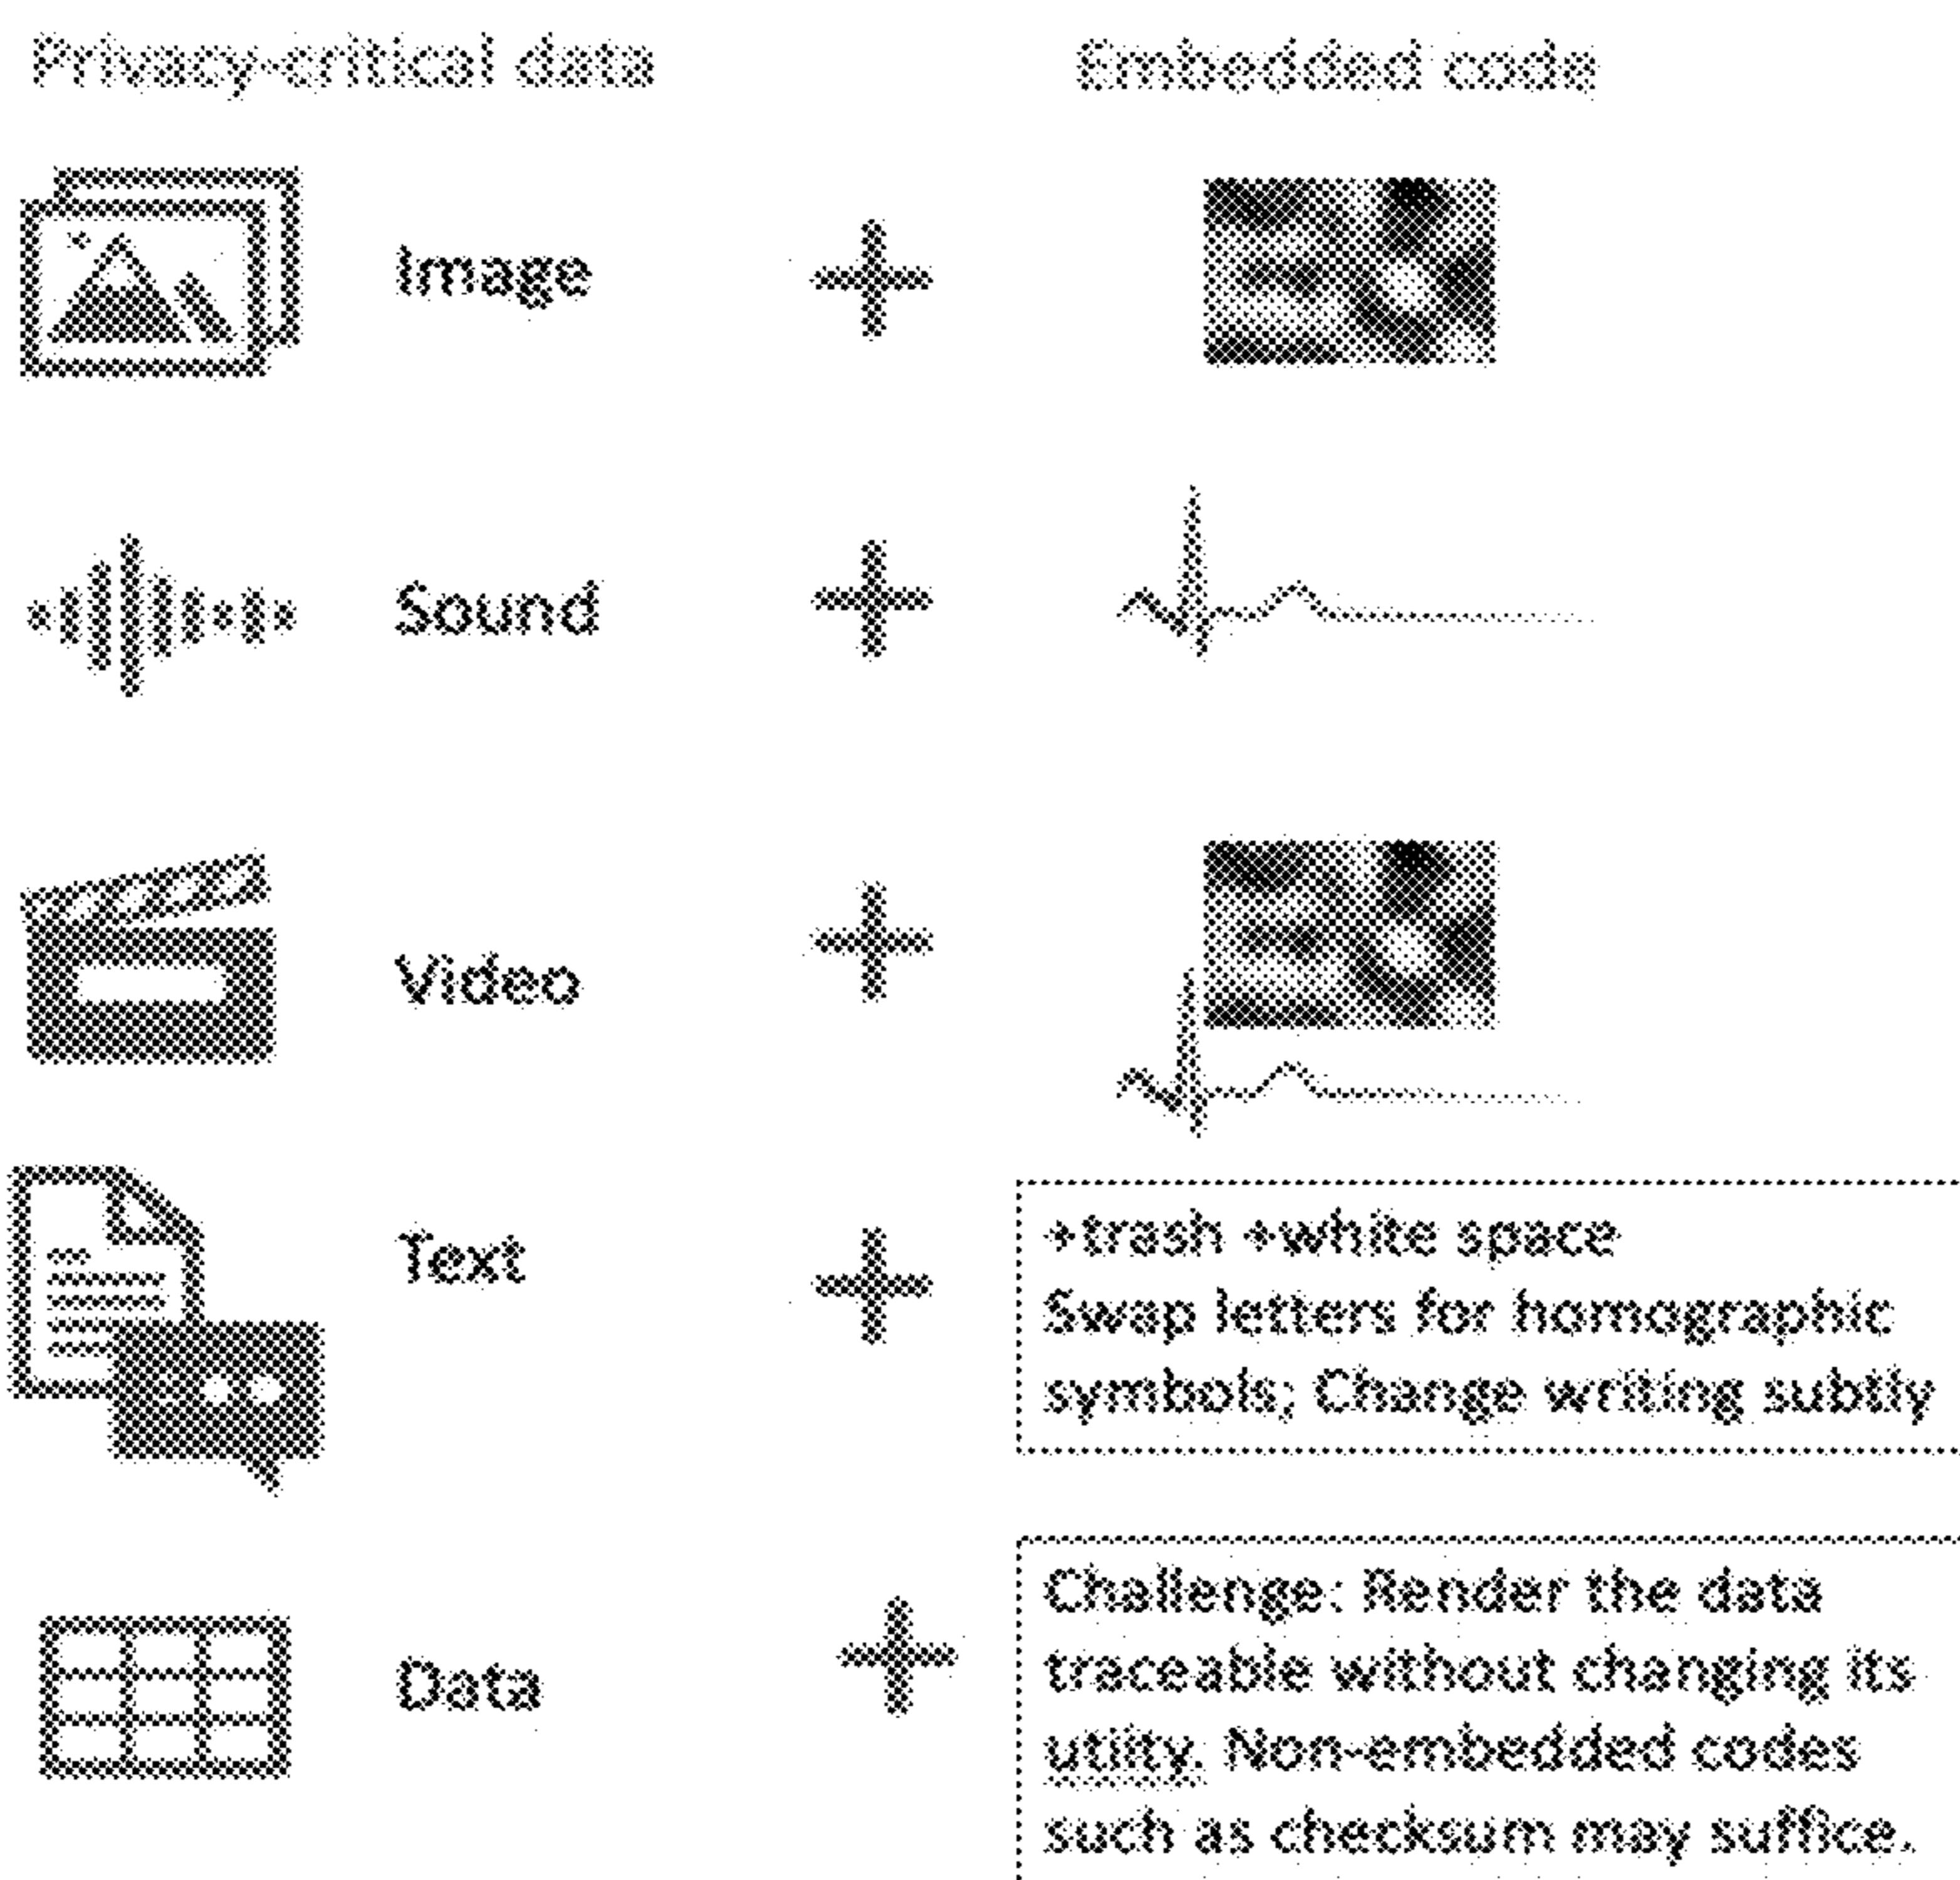 Privacy-critical data
Embedded code
Image
Sound
Video
Text
+trash +white space
Swap letters for homographic
symbols; Change writing subtly
Data
Challenge: Render the data
traceable without changing its
utility. Non-embedded codes
such as checksum may suffice.